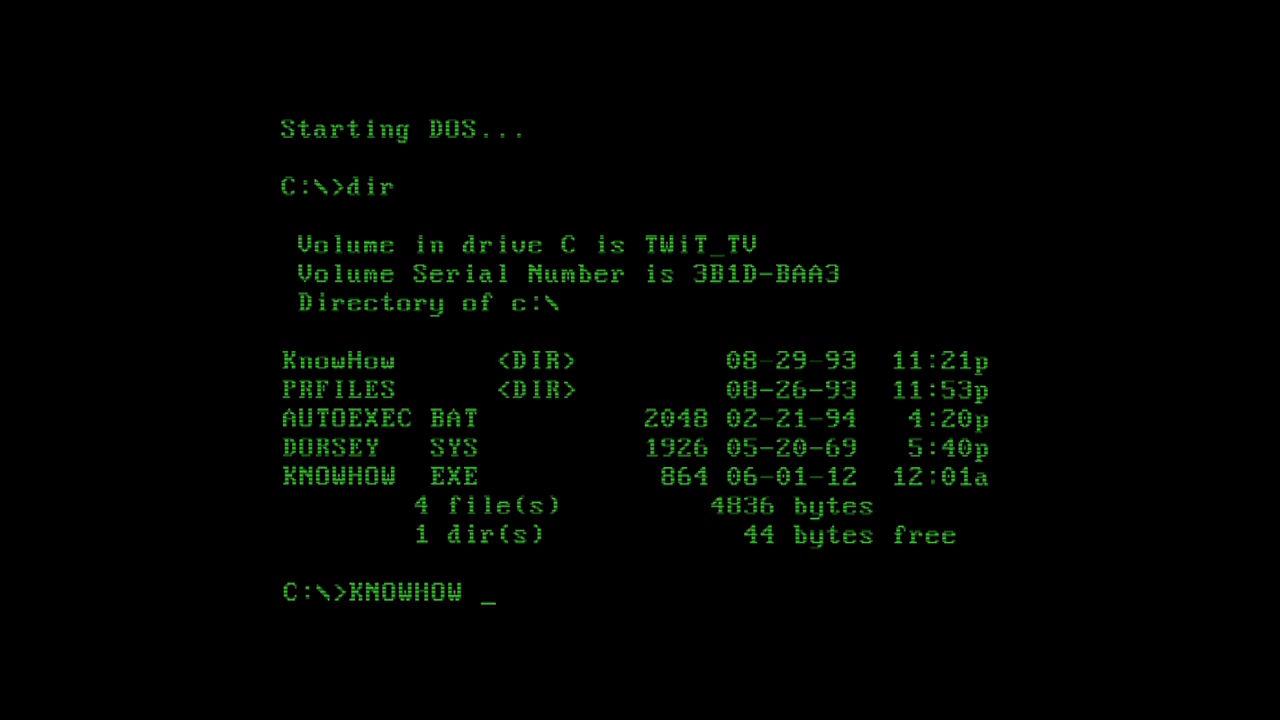 Starting DOS...
C:\>dir
Volume in drive C is TWiT_TV
Volume Serial Number is 3B1D-BAA3
Directory of c:\
KnowHow <DIR> 08-29-93 11:21p
PRFILES <DIR> 08-26-93 11:53p
AUTOEXEC BAT 2048 02-21-94 4:20p
DORSEY SYS 1926 05-20-69 5:40p
KNOWHOW EXE 864 06-01-12 12:01a
4 file(s) 4836 bytes
1 dir(s) 44 bytes free
C:\>KNOWHOW _